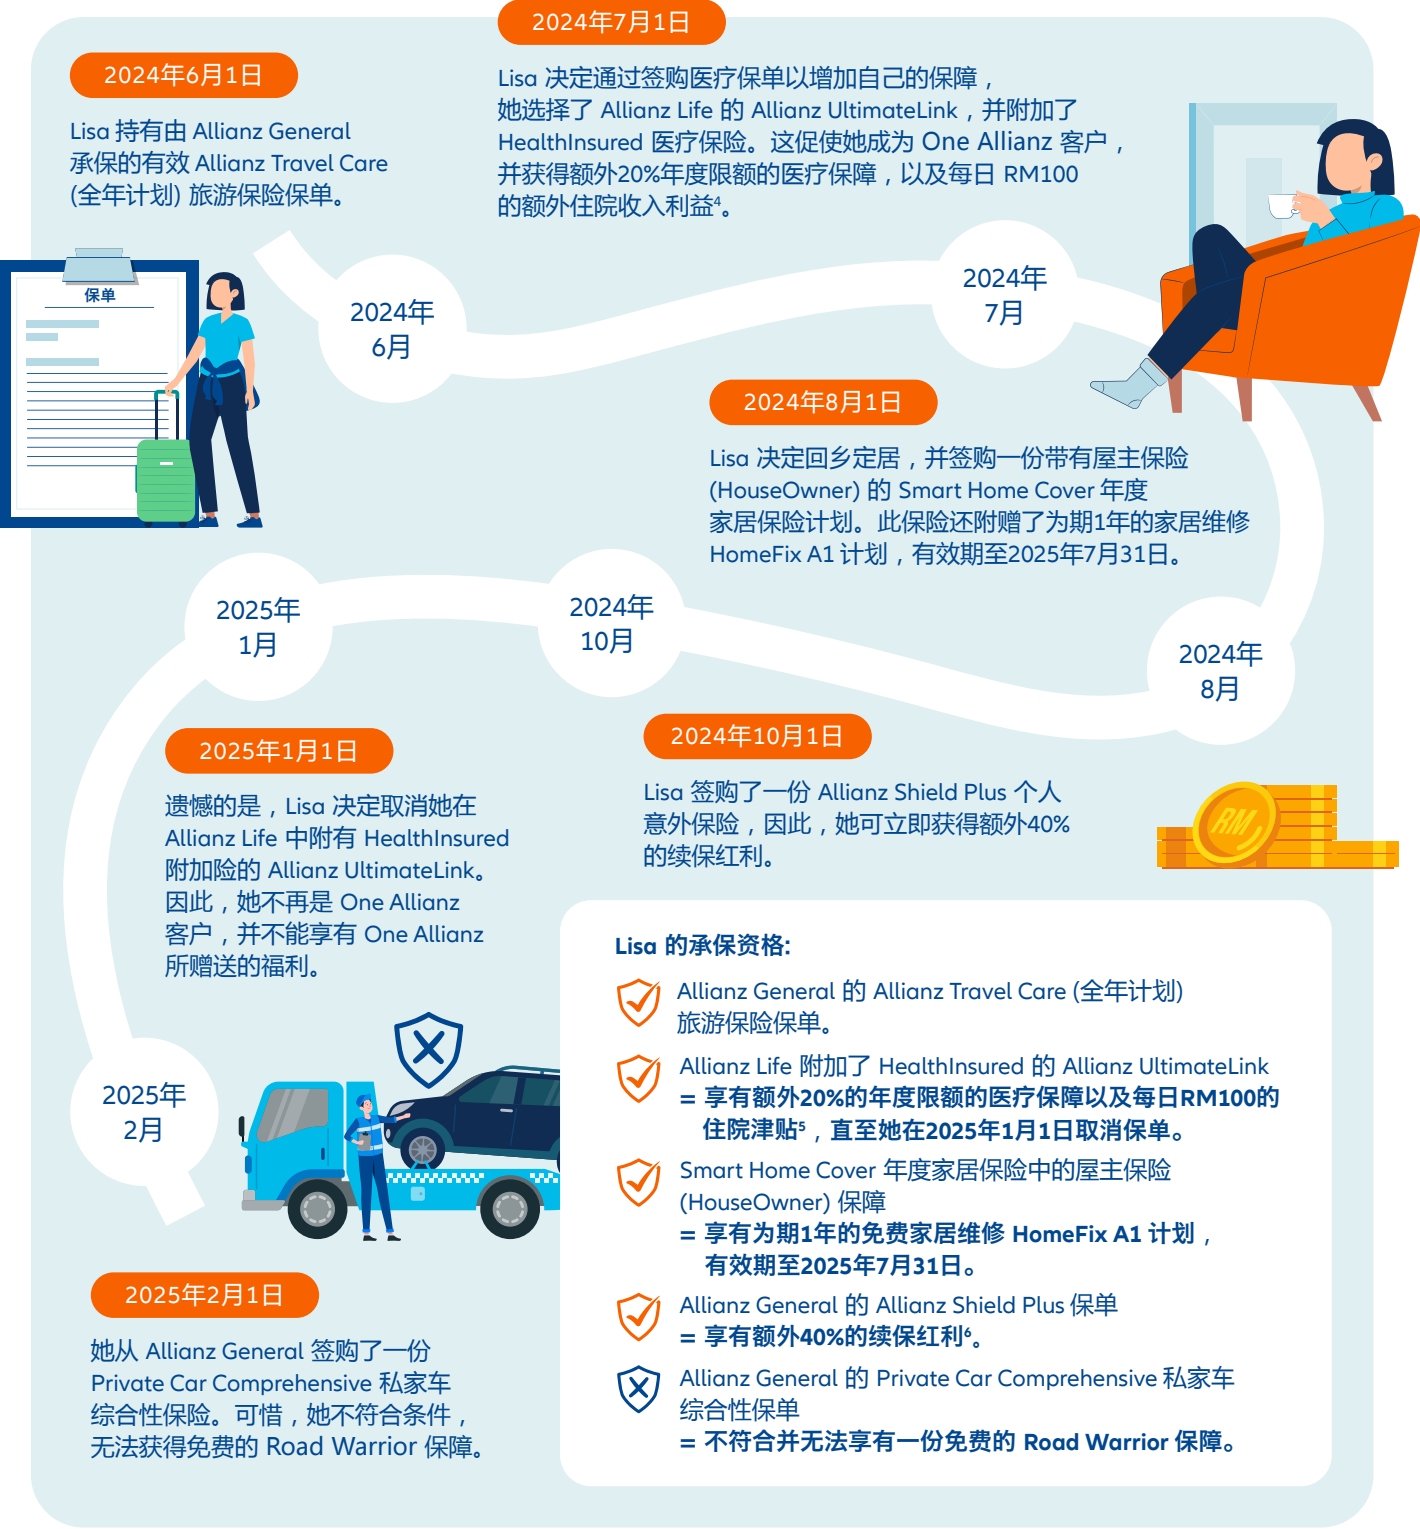 2024年6月1日
Lisa 持有由 Allianz General
承保的有效 Allianz Travel Care
(全年计划) 旅游保险保单。
2024年7月1日
Lisa 决定通过签购医疗保单以增加自己的保障，
她选择了 Allianz Life 的 Allianz UltimateLink，并附加了
HealthInsured 医疗保险。这促使她成为 One Allianz 客户，
并获得额外20%年度限额的医疗保障，以及每日 RM100
的额外住院收入利益⁴。
保单
2024年
6月
2024年
7月
2024年8月1日
Lisa 决定回乡定居，并签购一份带有屋主保险
(HouseOwner) 的 Smart Home Cover 年度
家居保险计划。此保险还附赠了为期1年的家居维修
HomeFix A1 计划，有效期至2025年7月31日。
2025年
1月
2024年
10月
2024年
8月
2024年10月1日
Lisa 签购了一份 Allianz Shield Plus 个人
意外保险，因此，她可立即获得额外40%
的续保红利。
RM
2025年1月1日
遗憾的是，Lisa 决定取消她在
Allianz Life 中附有 HealthInsured
附加险的 Allianz UltimateLink。
因此，她不再是 One Allianz
客户，并不能享有 One Allianz
所赠送的福利。
2025年
2月
2025年2月1日
她从 Allianz General 签购了一份
Private Car Comprehensive 私家车
综合性保险。可惜，她不符合条件，
无法获得免费的 Road Warrior 保障。
Lisa 的承保资格:
Allianz General 的 Allianz Travel Care (全年计划)
旅游保险保单。
Allianz Life 附加了 HealthInsured 的 Allianz UltimateLink
= 享有额外20%的年度限额的医疗保障以及每日RM100的
住院津贴⁵，直至她在2025年1月1日取消保单。
Smart Home Cover 年度家居保险中的屋主保险
(HouseOwner) 保障
= 享有为期1年的免费家居维修 HomeFix A1 计划，
有效期至2025年7月31日。
Allianz General 的 Allianz Shield Plus 保单
= 享有额外40%的续保红利⁶。
Allianz General 的 Private Car Comprehensive 私家车
综合性保单
= 不符合并无法享有一份免费的 Road Warrior 保障。